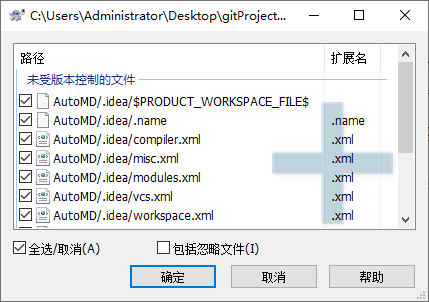 C:\Users\Administrator\Desktop\gitProject...
路径 扩展名
未受版本控制的文件
AutoMD/.idea/$PRODUCT_WORKSPACE_FILE$
AutoMD/.idea/.name .name
AutoMD/.idea/compiler.xml .xml
AutoMD/.idea/misc.xml .xml
AutoMD/.idea/modules.xml .xml
AutoMD/.idea/vcs.xml .xml
AutoMD/.idea/workspace.xml .xml
全选/取消(A) 包括忽略文件(I)
确定 取消 帮助